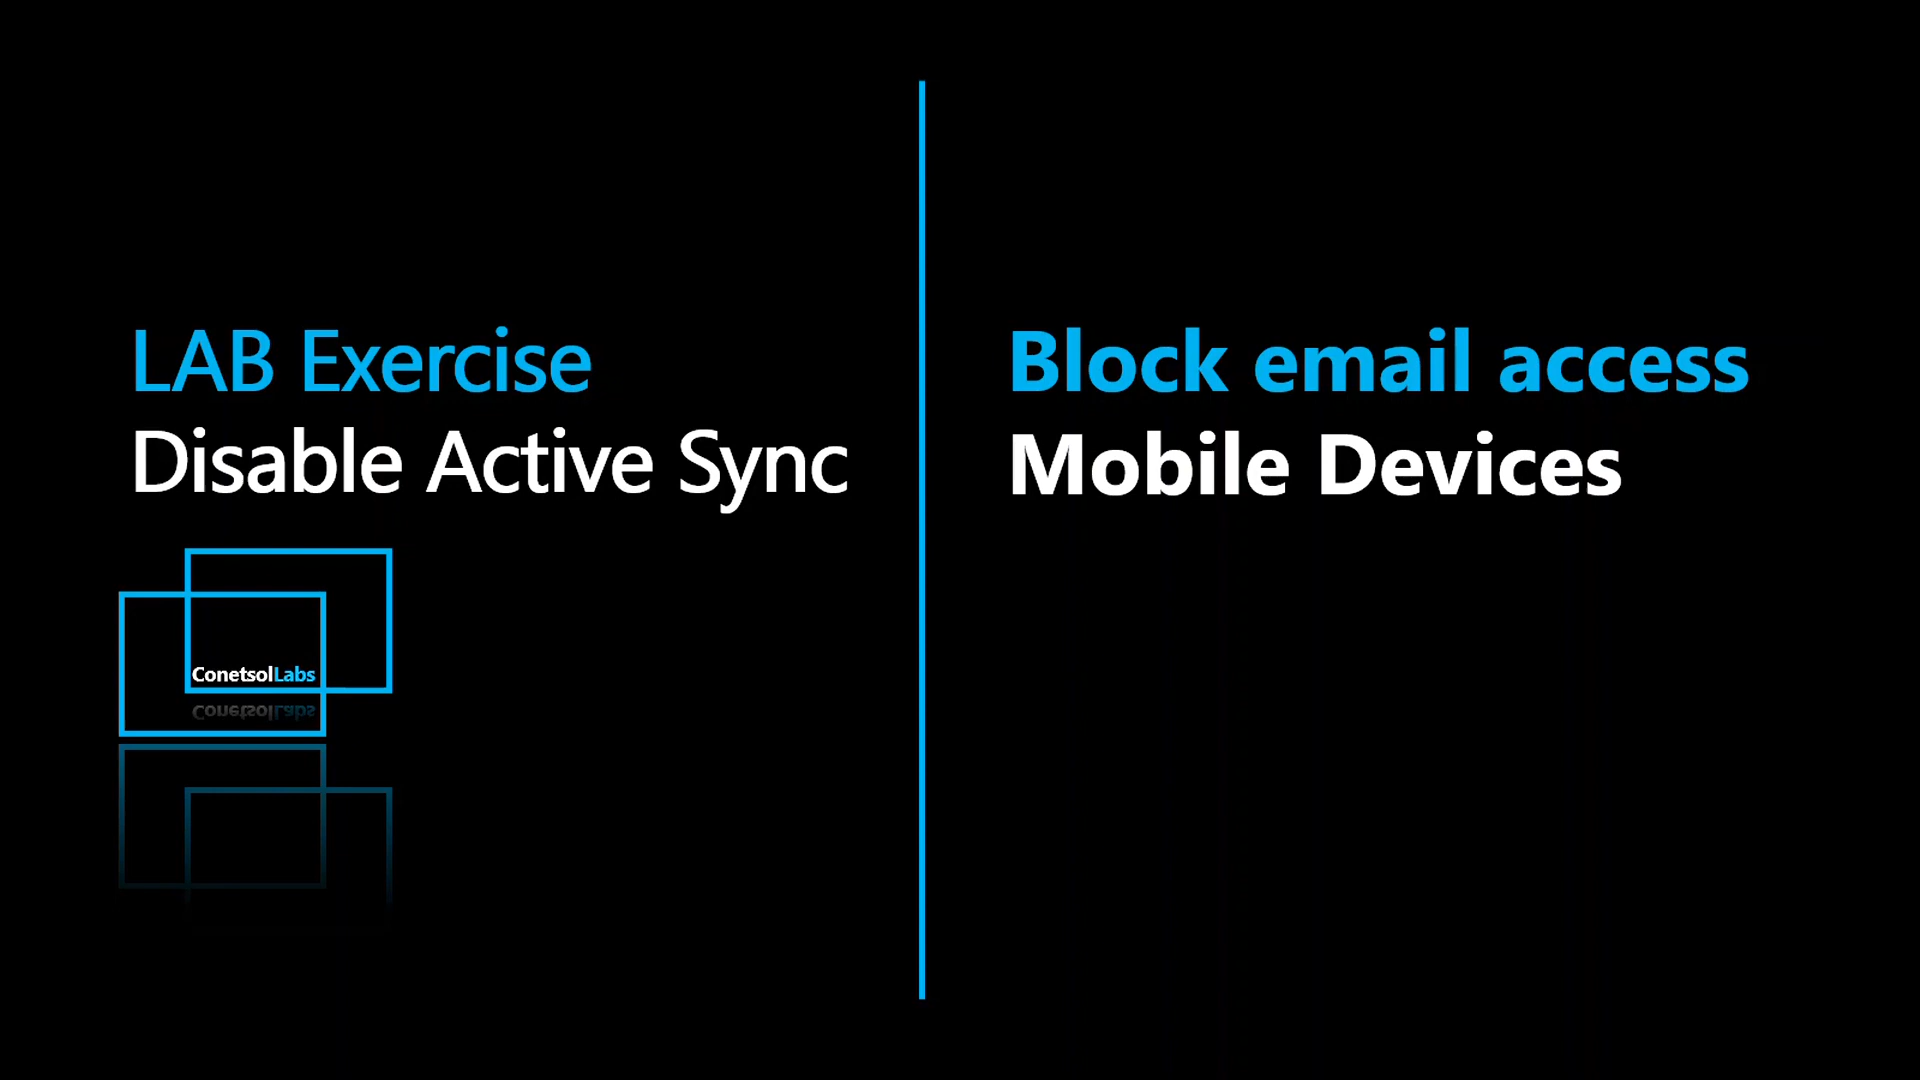 LAB Exercise
Disable Active Sync
ConetsolLabs
Block email access
Mobile Devices